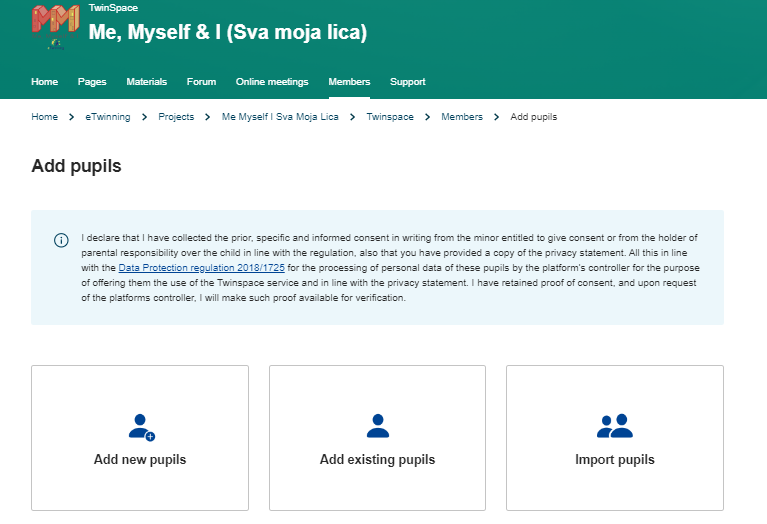 TwinSpace
Me, Myself & I (Sva moja lica)
Home Pages Materials Forum Online meetings Members Support
Home > eTwinning > Projects > Me Myself I Sva Moja Lica > Twinspace > Members > Add pupils
Add pupils
I declare that I have collected the prior, specific and informed consent in writing from the minor entitled to give consent or from the holder of
parental responsibility over the child in line with the regulation, also that you have provided a copy of the privacy statement. All this in line
with the Data Protection regulation 2018/1725 for the processing of personal data of these pupils by the platform's controller for the purpose
of offering them the use of the Twinspace service and in line with the privacy statement. I have retained proof of consent, and upon request
of the platforms controller, I will make such proof available for verification.
Add new pupils
Add existing pupils
Import pupils